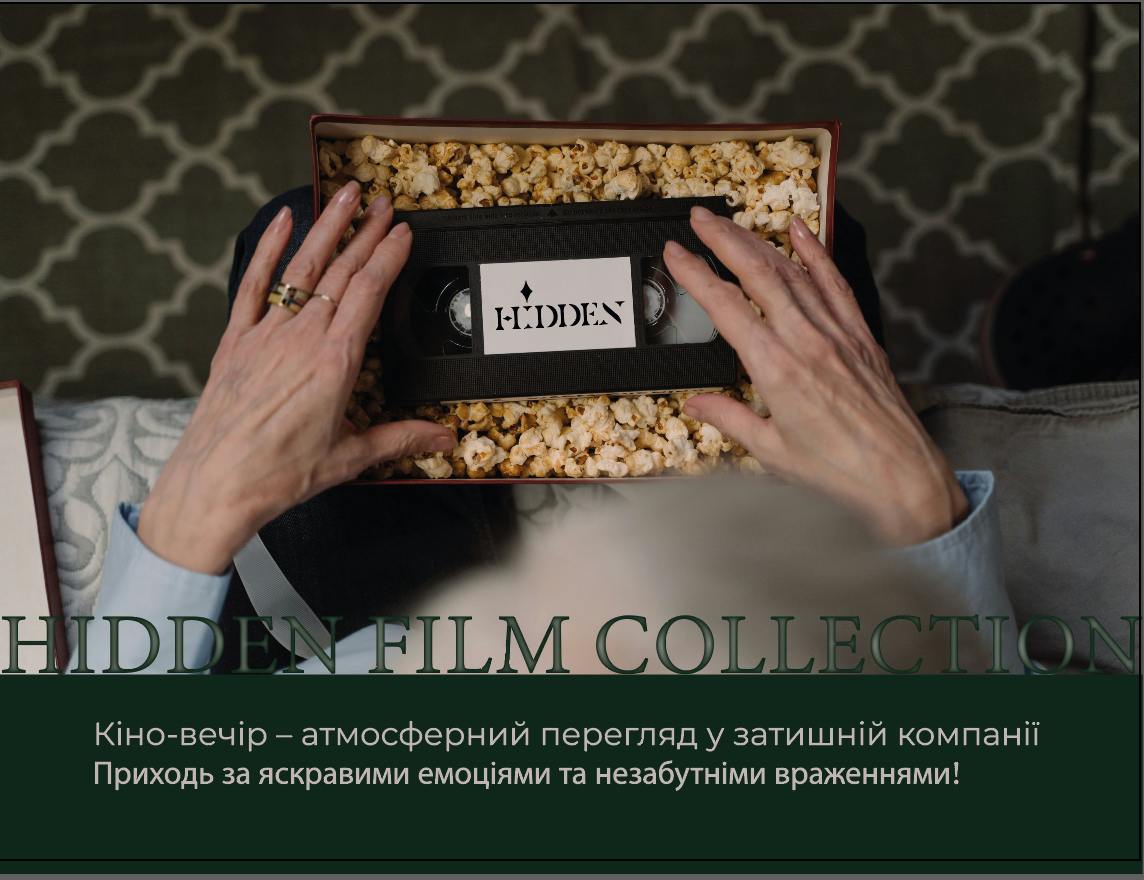 HIDDEN
HIDDEN FILM COLLECTION
Кіно-вечір – атмосферний перегляд у затишній компанії
Приходь за яскравими емоціями та незабутніми враженнями!